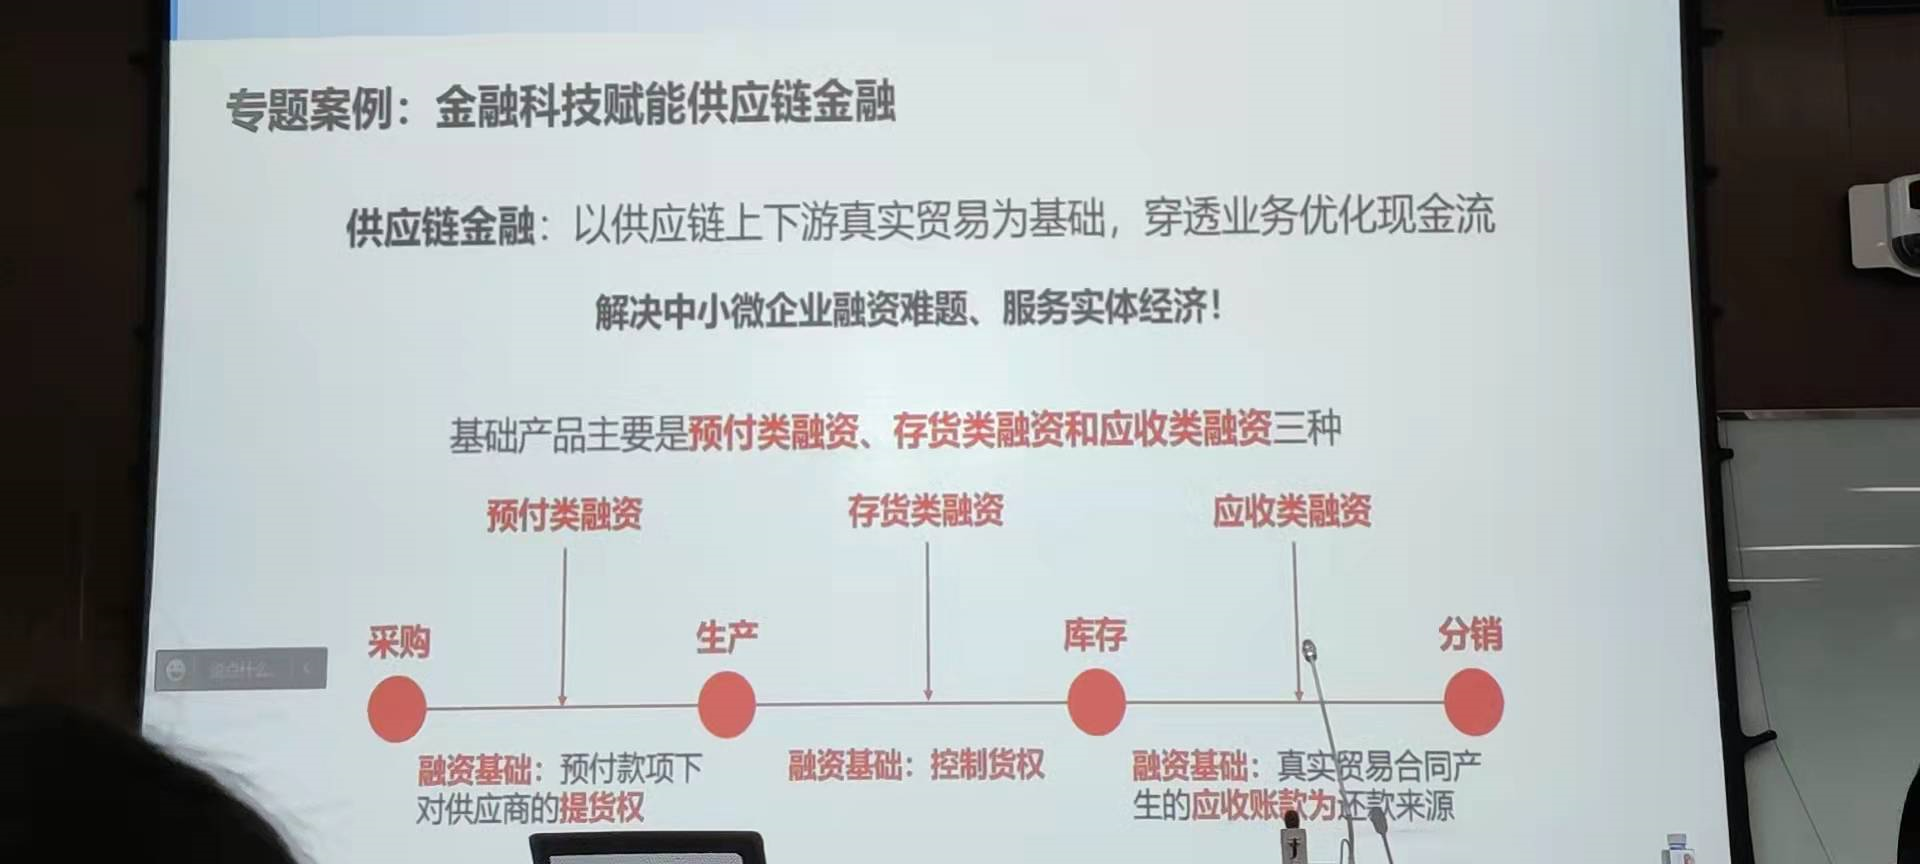 专题案例：金融科技赋能供应链金融
供应链金融：以供应链上下游真实贸易为基础，穿透业务优化现金流
解决中小微企业融资难题、服务实体经济！
基础产品主要是预付类融资、存货类融资和应收类融资三种
预付类融资
存货类融资
应收类融资
采购
生产
库存
分销
说点什么...
融资基础：预付款项下
对供应商的提货权
融资基础：控制货权
融资基础：真实贸易合同产
生的应收账款为还款来源